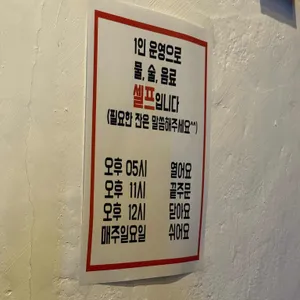 1인 운영으로
물, 술, 음료
셀프입니다
(필요한 잔은 말씀해주세요^^)
오후 05시 열어요
오후 11시 끝주문
오후 12시 닫아요
매주일요일 쉬어요